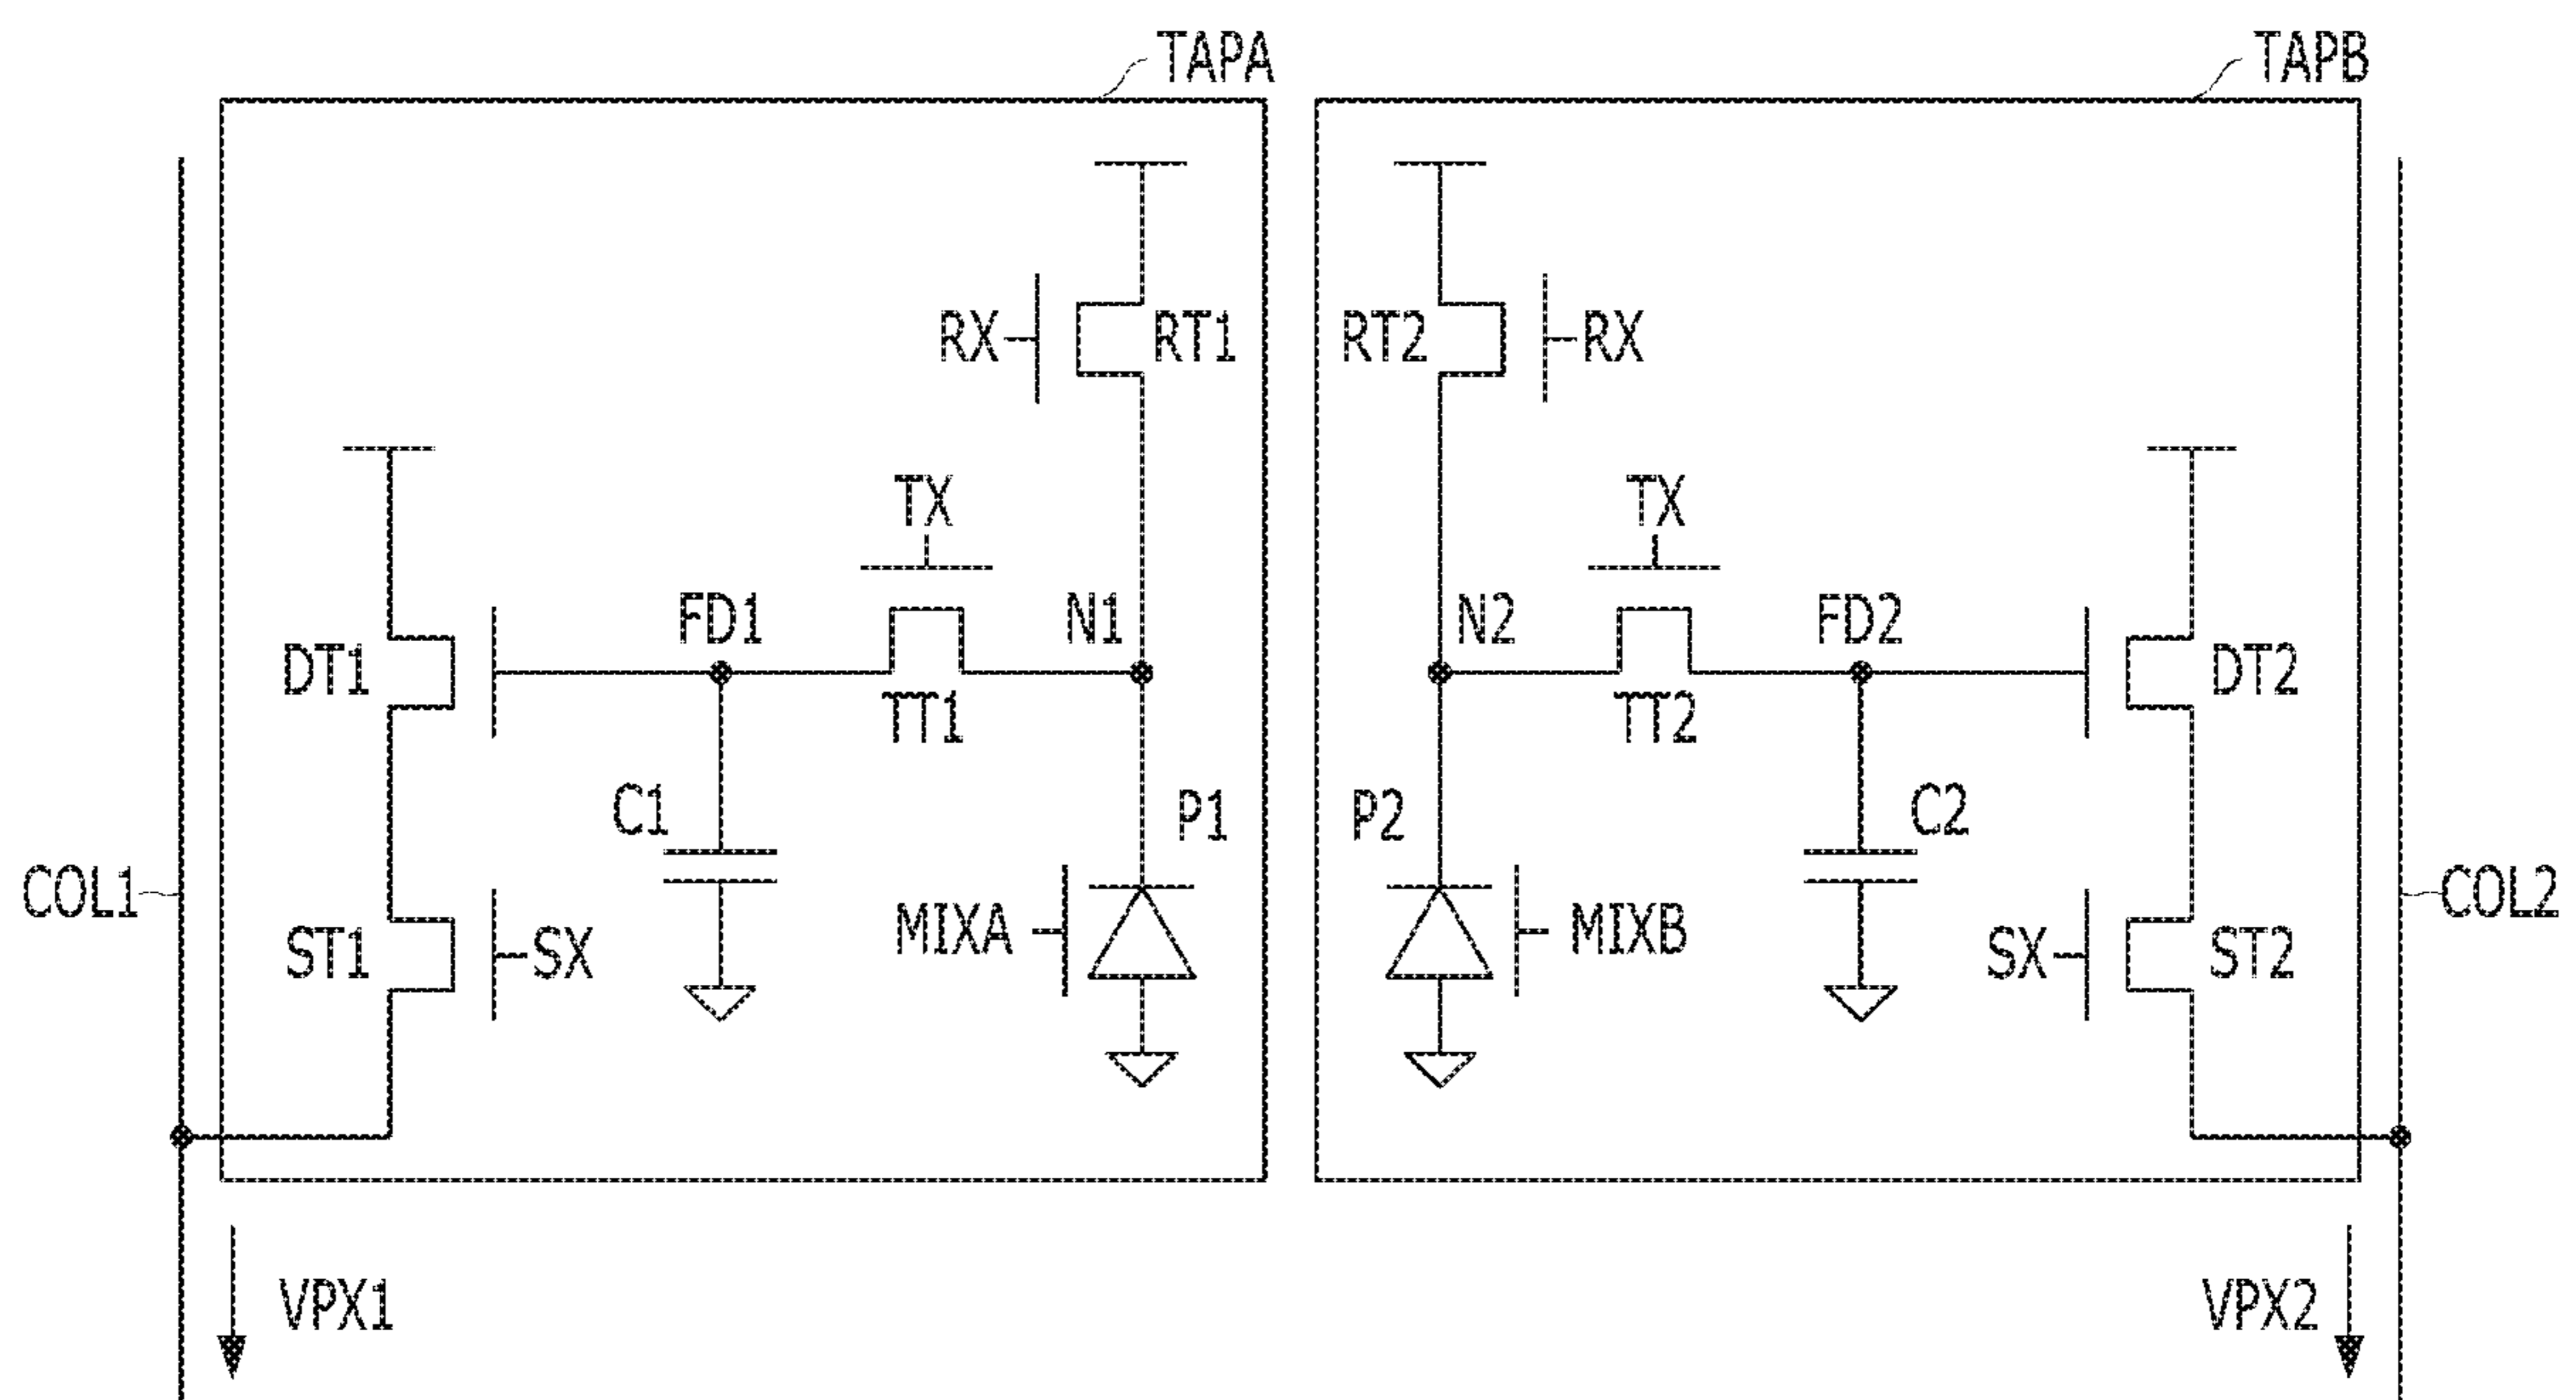 TAPA
TAPB
RX
RT1
RT2
RX
TX
TX
FD1
N1
N2
FD2
DT1
TT1
TT2
DT2
C1
P1
P2
C2
COL1
ST1
SX
MIXA
MIXB
SX
ST2
COL2
VPX1
VPX2